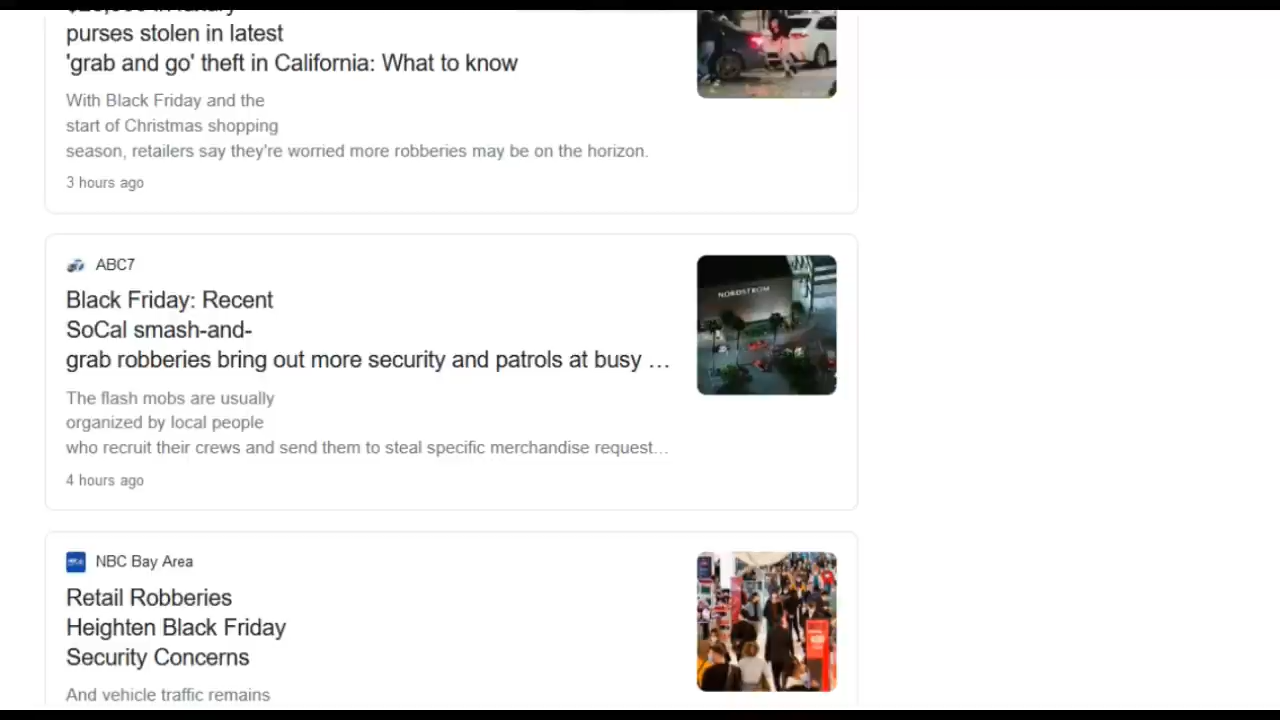 purses stolen in latest
'grab and go' theft in California: What to know
With Black Friday and the
start of Christmas shopping
season, retailers say they're worried more robberies may be on the horizon.
3 hours ago
ABC7
Black Friday: Recent
SoCal smash-and-
grab robberies bring out more security and patrols at busy ...
NORDSTROM
The flash mobs are usually
organized by local people
who recruit their crews and send them to steal specific merchandise request...
4 hours ago
NBC Bay Area
Retail Robberies
Heighten Black Friday
Security Concerns
And vehicle traffic remains